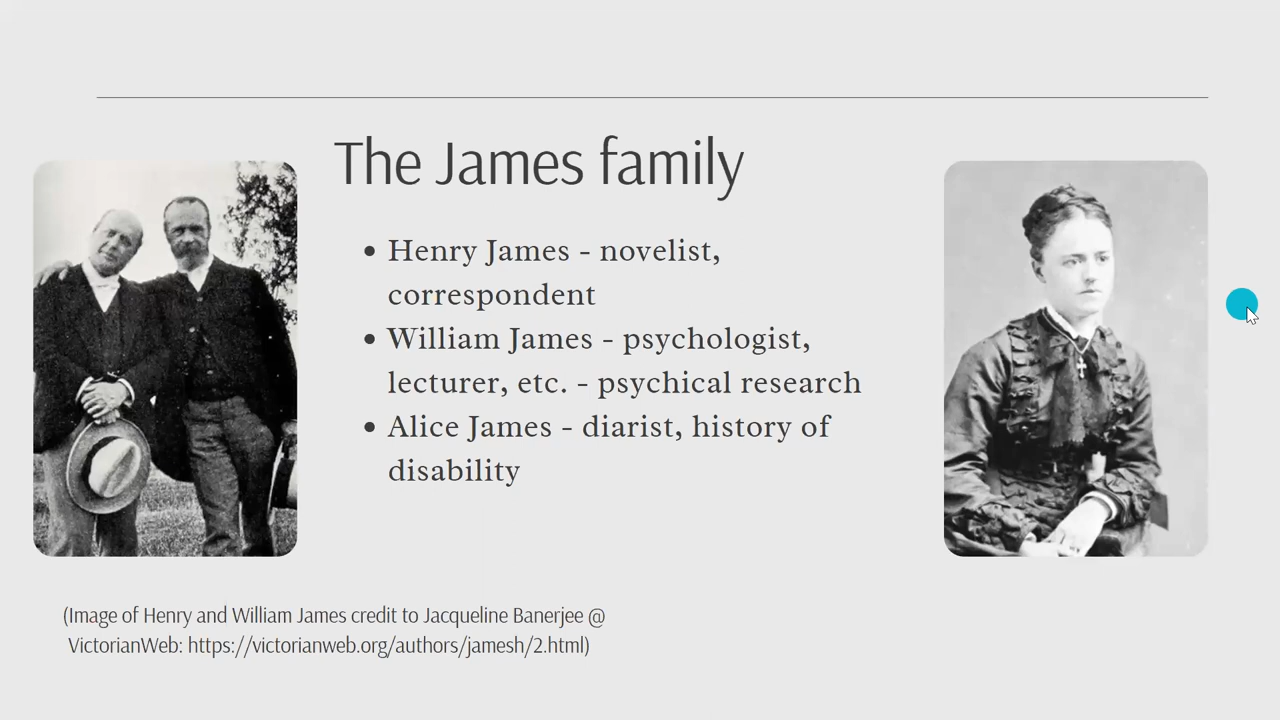 The James family
• Henry James - novelist,
correspondent
• William James - psychologist,
lecturer, etc. - psychical research
• Alice James - diarist, history of
disability
(Image of Henry and William James credit to Jacqueline Banerjee @
VictorianWeb: https://victorianweb.org/authors/jamesh/2.html)